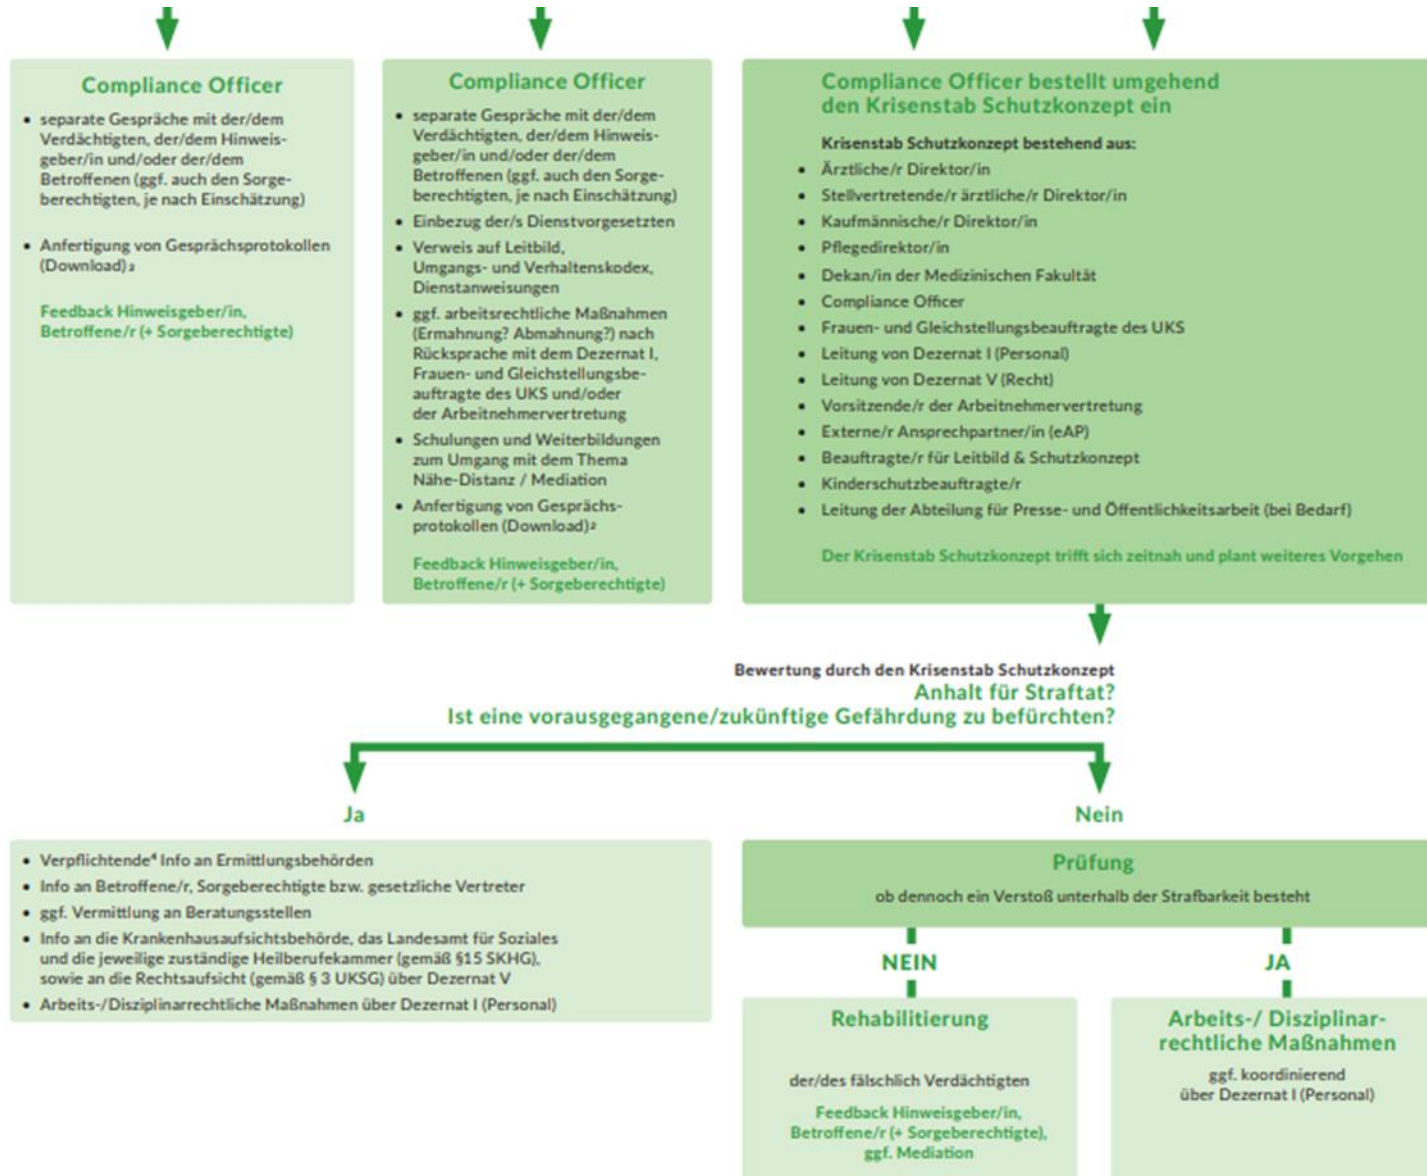 Compliance Officer
• separate Gespräche mit der/dem
Verdächtigten, der/dem Hinweis-
geber/in und/oder der/dem
Betroffenen (ggf. auch den Sorge-
berechtigten, je nach Einschätzung)
• Anfertigung von Gesprächsprotokollen
(Download)₂
Feedback Hinweisgeber/in,
Betroffene/r (+ Sorgeberechtigte)
Compliance Officer
• separate Gespräche mit der/dem
Verdächtigten, der/dem Hinweis-
geber/in und/oder der/dem
Betroffenen (ggf. auch den Sorge-
berechtigten, je nach Einschätzung)
• Einbezug der/s Dienstvorgesetzten
• Verweis auf Leitbild,
Umgangs- und Verhaltenskodex,
Dienstanweisungen
• ggf. arbeitsrechtliche Maßnahmen
(Ermahnung? Abmahnung?) nach
Rücksprache mit dem Dezernat I,
Frauen- und Gleichstellungsbe-
auftragte des UKS und/oder
der Arbeitnehmervertretung
• Schulungen und Weiterbildungen
zum Umgang mit dem Thema
Nähe-Distanz / Mediation
• Anfertigung von Gesprächs-
protokollen (Download)²
Feedback Hinweisgeber/in,
Betroffene/r (+ Sorgeberechtigte)
Compliance Officer bestellt umgehend
den Krisenstab Schutzkonzept ein
Krisenstab Schutzkonzept bestehend aus:
• Ärztliche/r Direktor/in
• Stellvertretende/r ärztliche/r Direktor/in
• Kaufmännische/r Direktor/in
• Pflegedirektor/in
• Dekan/in der Medizinischen Fakultät
• Compliance Officer
• Frauen- und Gleichstellungsbeauftragte des UKS
• Leitung von Dezernat I (Personal)
• Leitung von Dezernat V (Recht)
• Vorsitzende/r der Arbeitnehmervertretung
• Externe/r Ansprechpartner/in (eAP)
• Beauftragte/r für Leitbild & Schutzkonzept
• Kinderschutzbeauftragte/r
• Leitung der Abteilung für Presse- und Öffentlichkeitsarbeit (bei Bedarf)
Der Krisenstab Schutzkonzept trifft sich zeitnah und plant weiteres Vorgehen
Bewertung durch den Krisenstab Schutzkonzept
Anhalt für Straftat?
Ist eine vorausgegangene/zukünftige Gefährdung zu befürchten?
Ja
• Verpflichtende⁴ Info an Ermittlungsbehörden
• Info an Betroffene/r, Sorgeberechtigte bzw. gesetzliche Vertreter
• ggf. Vermittlung an Beratungsstellen
• Info an die Krankenhausaufsichtsbehörde, das Landesamt für Soziales
und die jeweilige zuständige Heilberufekammer (gemäß §15 SKHG),
sowie an die Rechtsaufsicht (gemäß § 3 UKSG) über Dezernat V
• Arbeits-/Disziplinarrechtliche Maßnahmen über Dezernat I (Personal)
Nein
Prüfung
ob dennoch ein Verstoß unterhalb der Strafbarkeit besteht
NEIN
Rehabilitierung
der/des fälschlich Verdächtigten
Feedback Hinweisgeber/in,
Betroffene/r (+ Sorgeberechtigte),
ggf. Mediation
JA
Arbeits-/ Disziplinar-
rechtliche Maßnahmen
ggf. koordinierend
über Dezernat I (Personal)